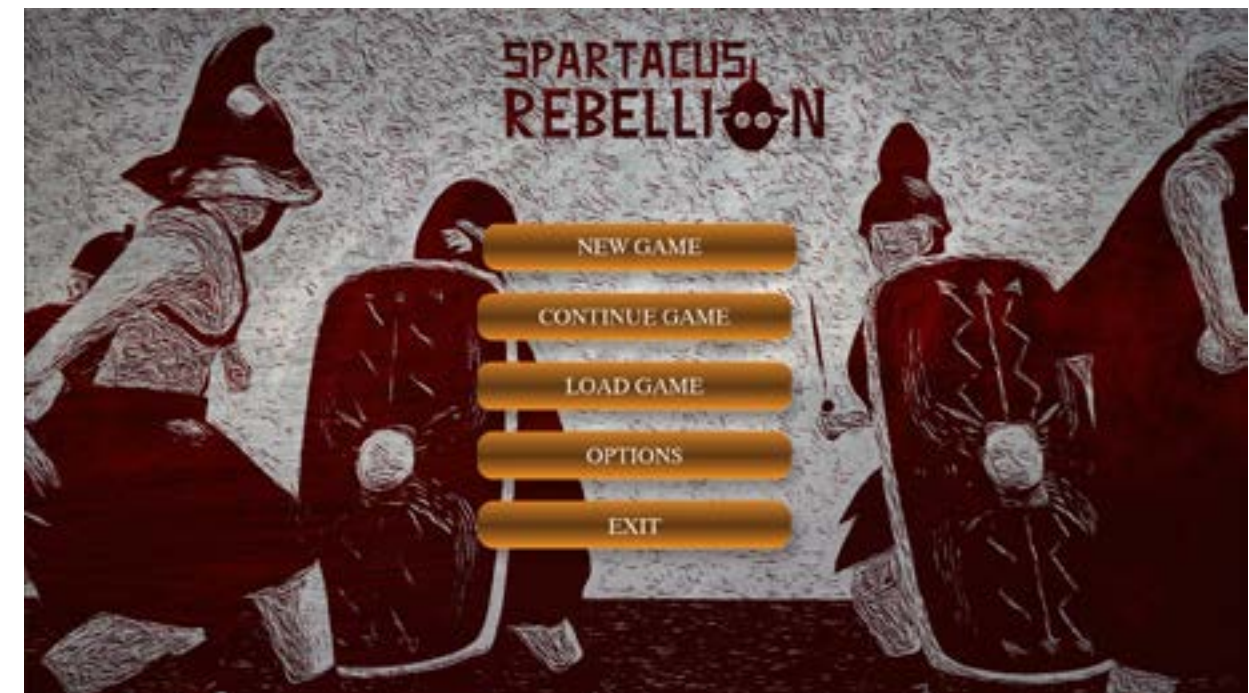 SPARTACUS
REBELLION
NEW GAME
CONTINUE GAME
LOAD GAME
OPTIONS
EXIT